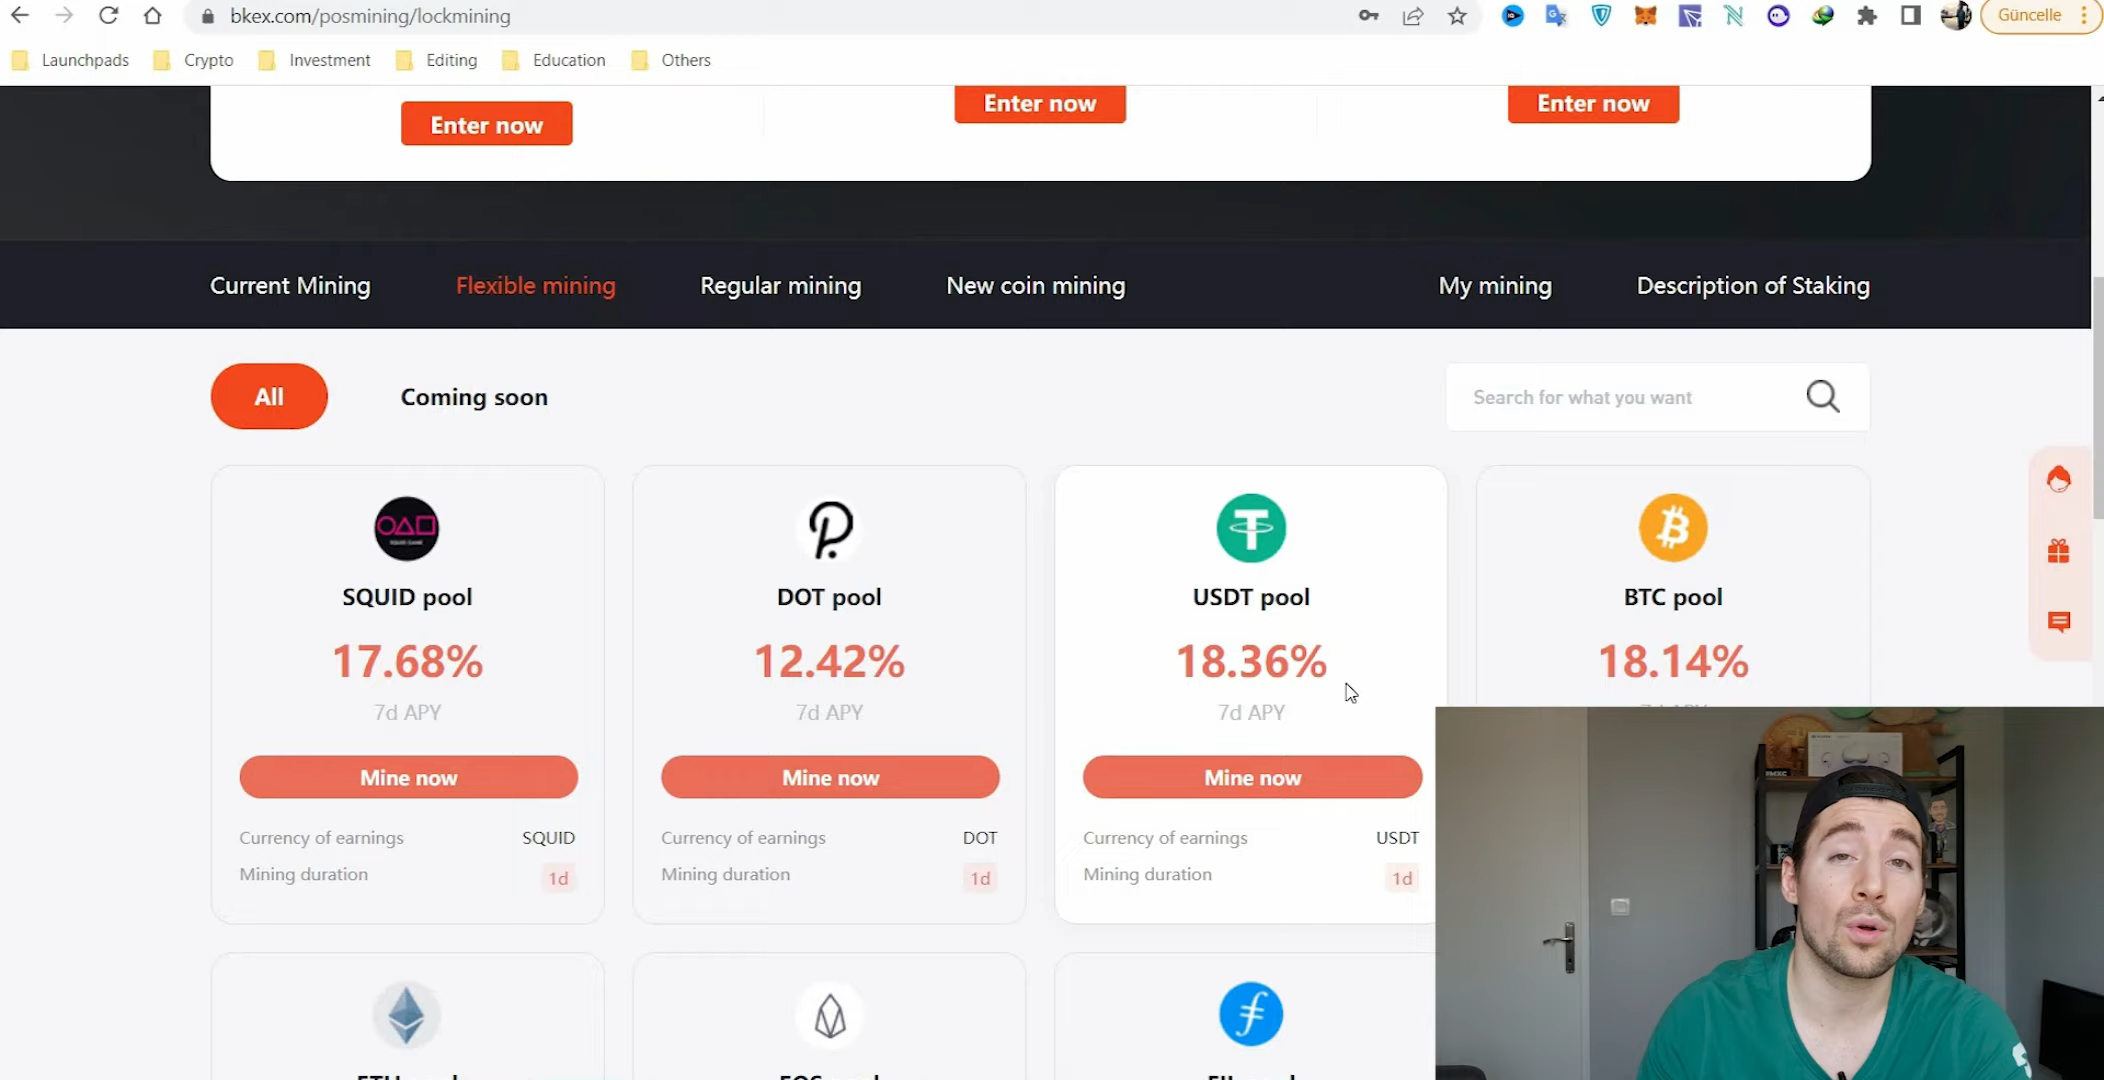 bkex.com/posmining/lockmining
Güncelle
Launchpads Crypto Investment Editing Education Others
Enter now Enter now Enter now
Current Mining Flexible mining Regular mining New coin mining My mining Description of Staking
All Coming soon Search for what you want
SQUID pool DOT pool USDT pool BTC pool
17.68% 12.42% 18.36% 18.14%
7d APY 7d APY 7d APY
Mine now Mine now Mine now
Currency of earnings SQUID Currency of earnings DOT Currency of earnings USDT
Mining duration 1d Mining duration 1d Mining duration 1d